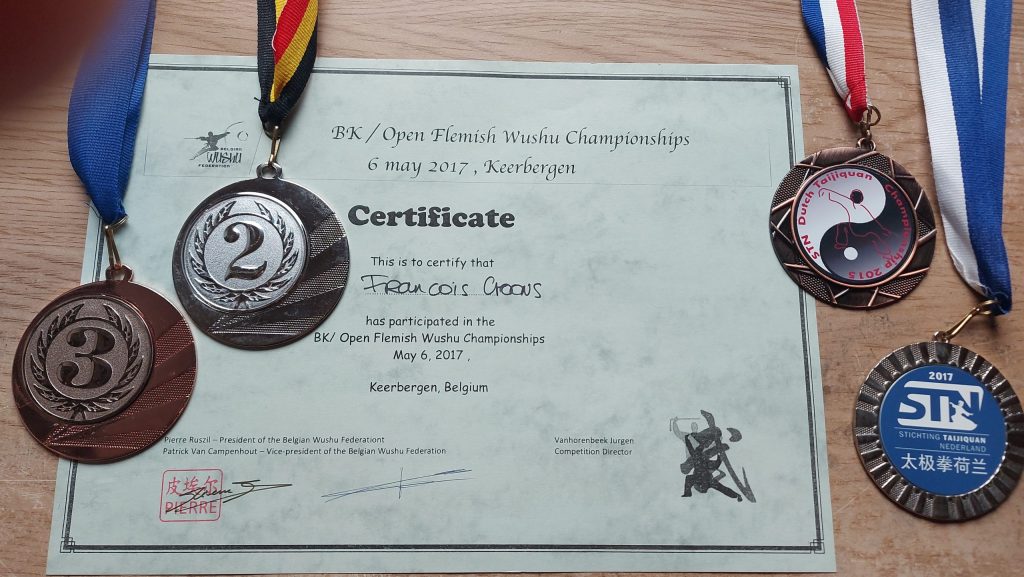 BELGIAN
WUSHU
FEDERATION
BK / Open Flemish Wushu Championships
6 may 2017 , Keerbergen
Certificate
This is to certify that
Francois Croons
has participated in the
BK/ Open Flemish Wushu Championships
May 6, 2017 ,
Keerbergen, Belgium
Pierre Ruszil – President of the Belgian Wushu Federationt
Patrick Van Campenhout – Vice-president of the Belgian Wushu Federation
Vanhorenbeek Jurgen
Competition Director
皮埃尔
PIERRE
武
3
2
STN Dutch Taijiquan Championship 2015
2017
STN
STICHTING TAIJIQUAN
NEDERLAND
太极拳荷兰